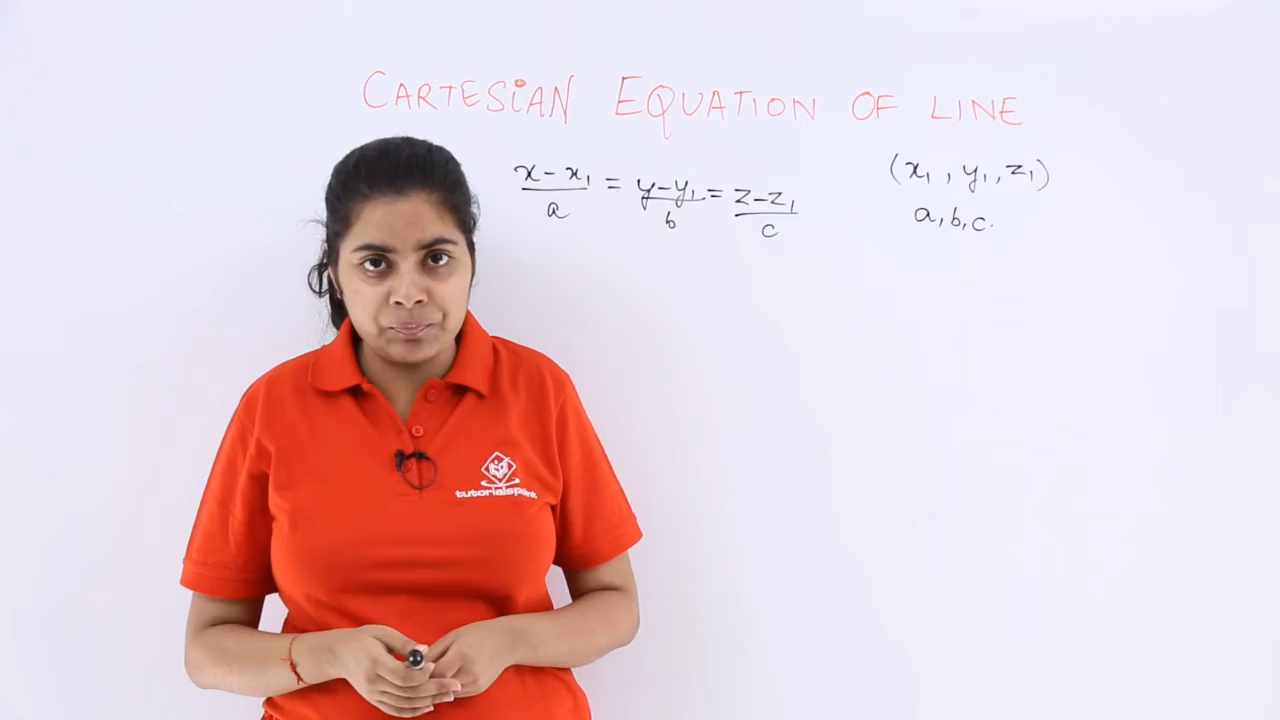 CARTESIAN EQUATION OF LINE
x - x₁ / a = y - y₁ / b = z - z₁ / c
(x₁, y₁, z₁)
a, b, c.
tutorialspoint